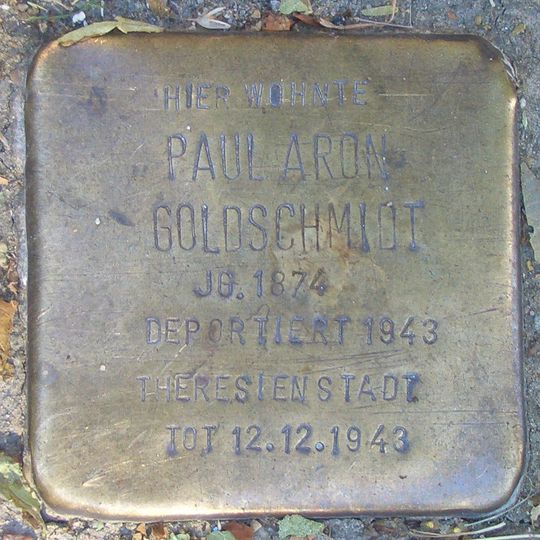 HIER WOHNTE
PAUL ARON
GOLDSCHMIDT
JG. 1874
DEPORTIERT 1943
THERESIENSTADT
TOT 12.12.1943